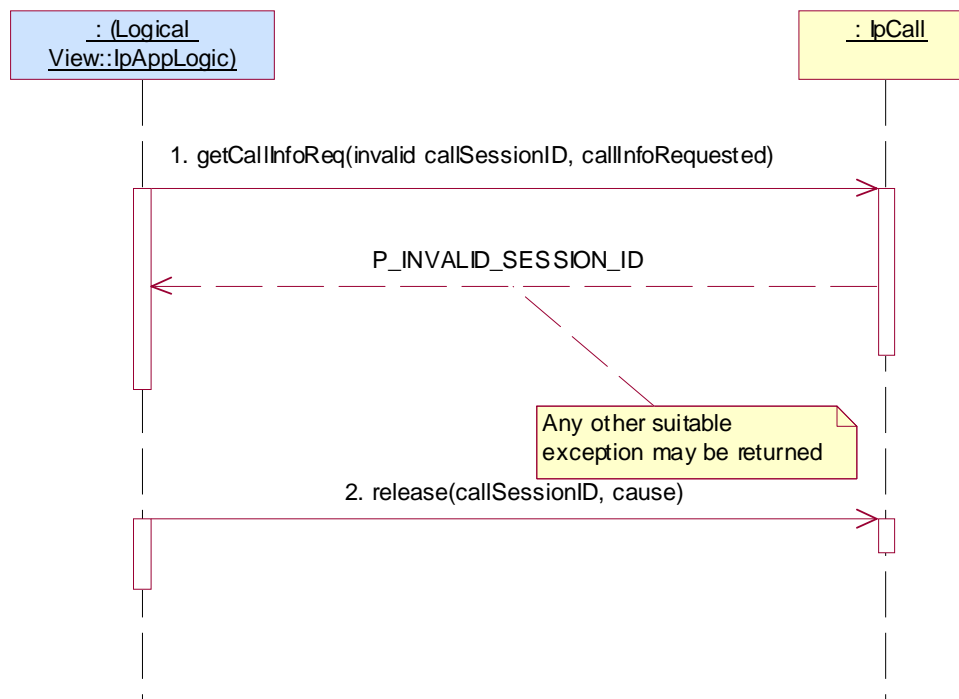 : (Logical
View::IpAppLogic)
: IpCall
1. getCallInfoReq(invalid callSessionID, callInfoRequested)
P_INVALID_SESSION_ID
Any other suitable
exception may be returned
2. release(callSessionID, cause)